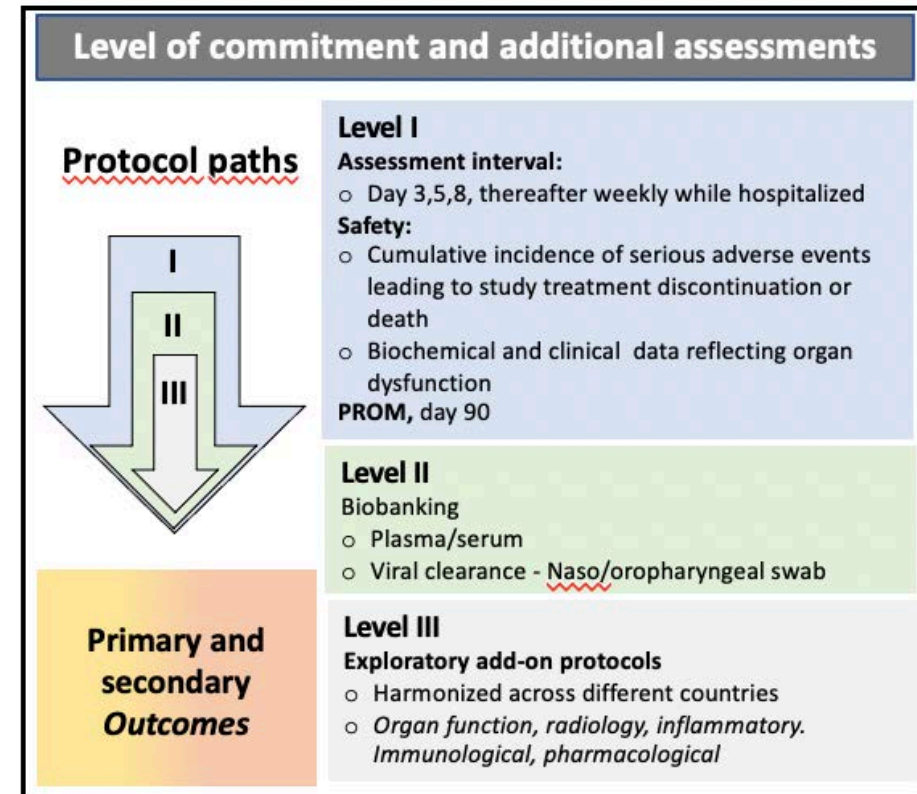 Level of commitment and additional assessments
Protocol paths
I
II
III
Primary and
secondary
Outcomes
Level I
Assessment interval:
o Day 3,5,8, thereafter weekly while hospitalized
Safety:
o Cumulative incidence of serious adverse events
leading to study treatment discontinuation or
death
o Biochemical and clinical data reflecting organ
dysfunction
PROM, day 90
Level II
Biobanking
o Plasma/serum
o Viral clearance - Naso/oropharyngeal swab
Level III
Exploratory add-on protocols
o Harmonized across different countries
o Organ function, radiology, inflammatory.
Immunological, pharmacological